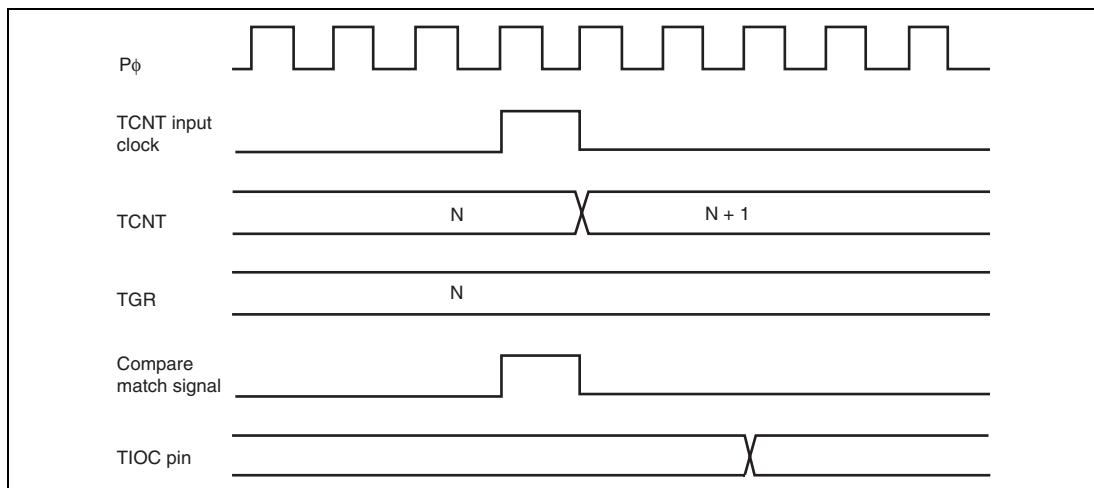 Pϕ
TCNT input
clock
TCNT
N
N + 1
TGR
N
Compare
match signal
TIOC pin